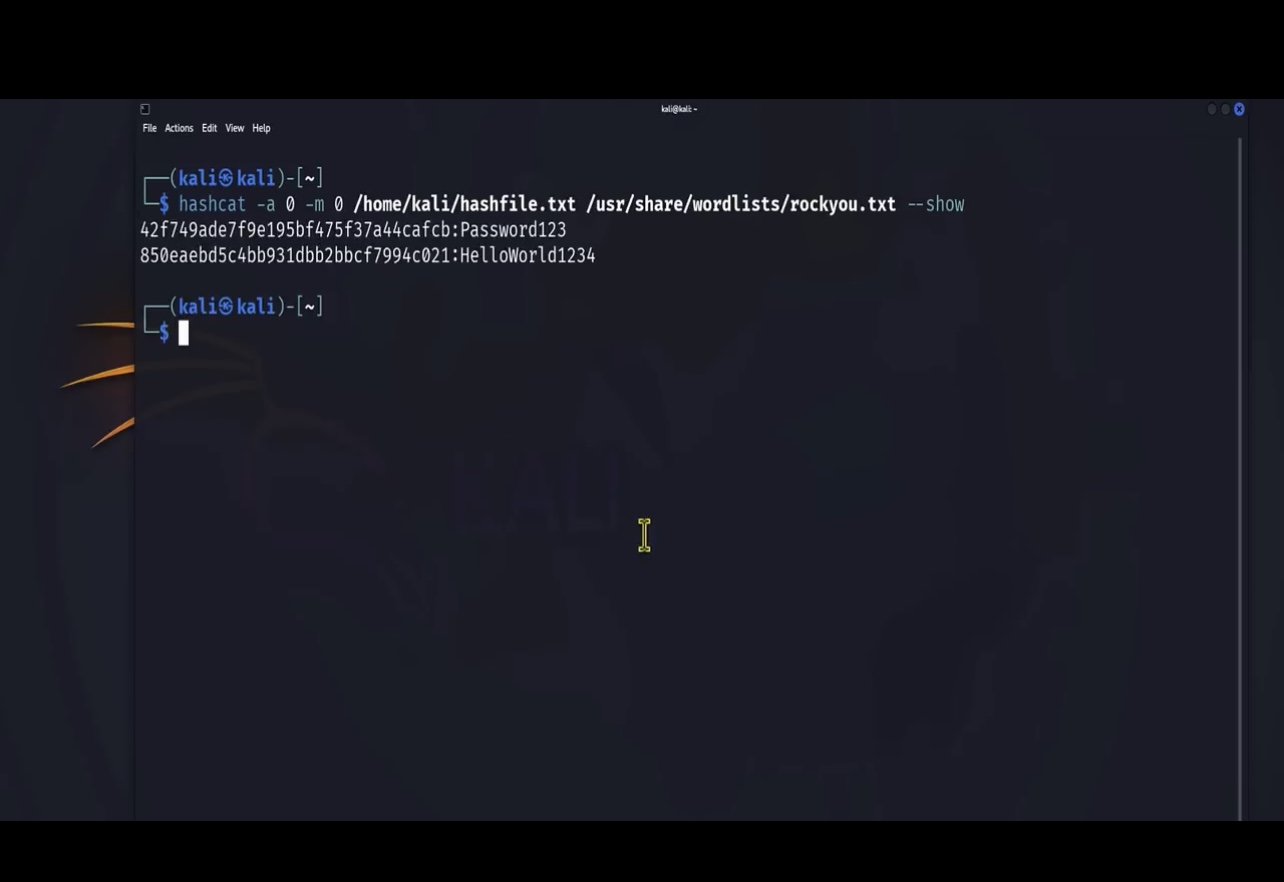 kali@kali: ~
File Actions Edit View Help
┌──(kali㉿kali)-[~]
└─$ hashcat -a 0 -m 0 /home/kali/hashfile.txt /usr/share/wordlists/rockyou.txt --show
42f749ade7f9e195bf475f37a44cafcb:Password123
850eaebd5c4bb931dbb2bbcf7994c021:HelloWorld1234
┌──(kali㉿kali)-[~]
└─$
KALI